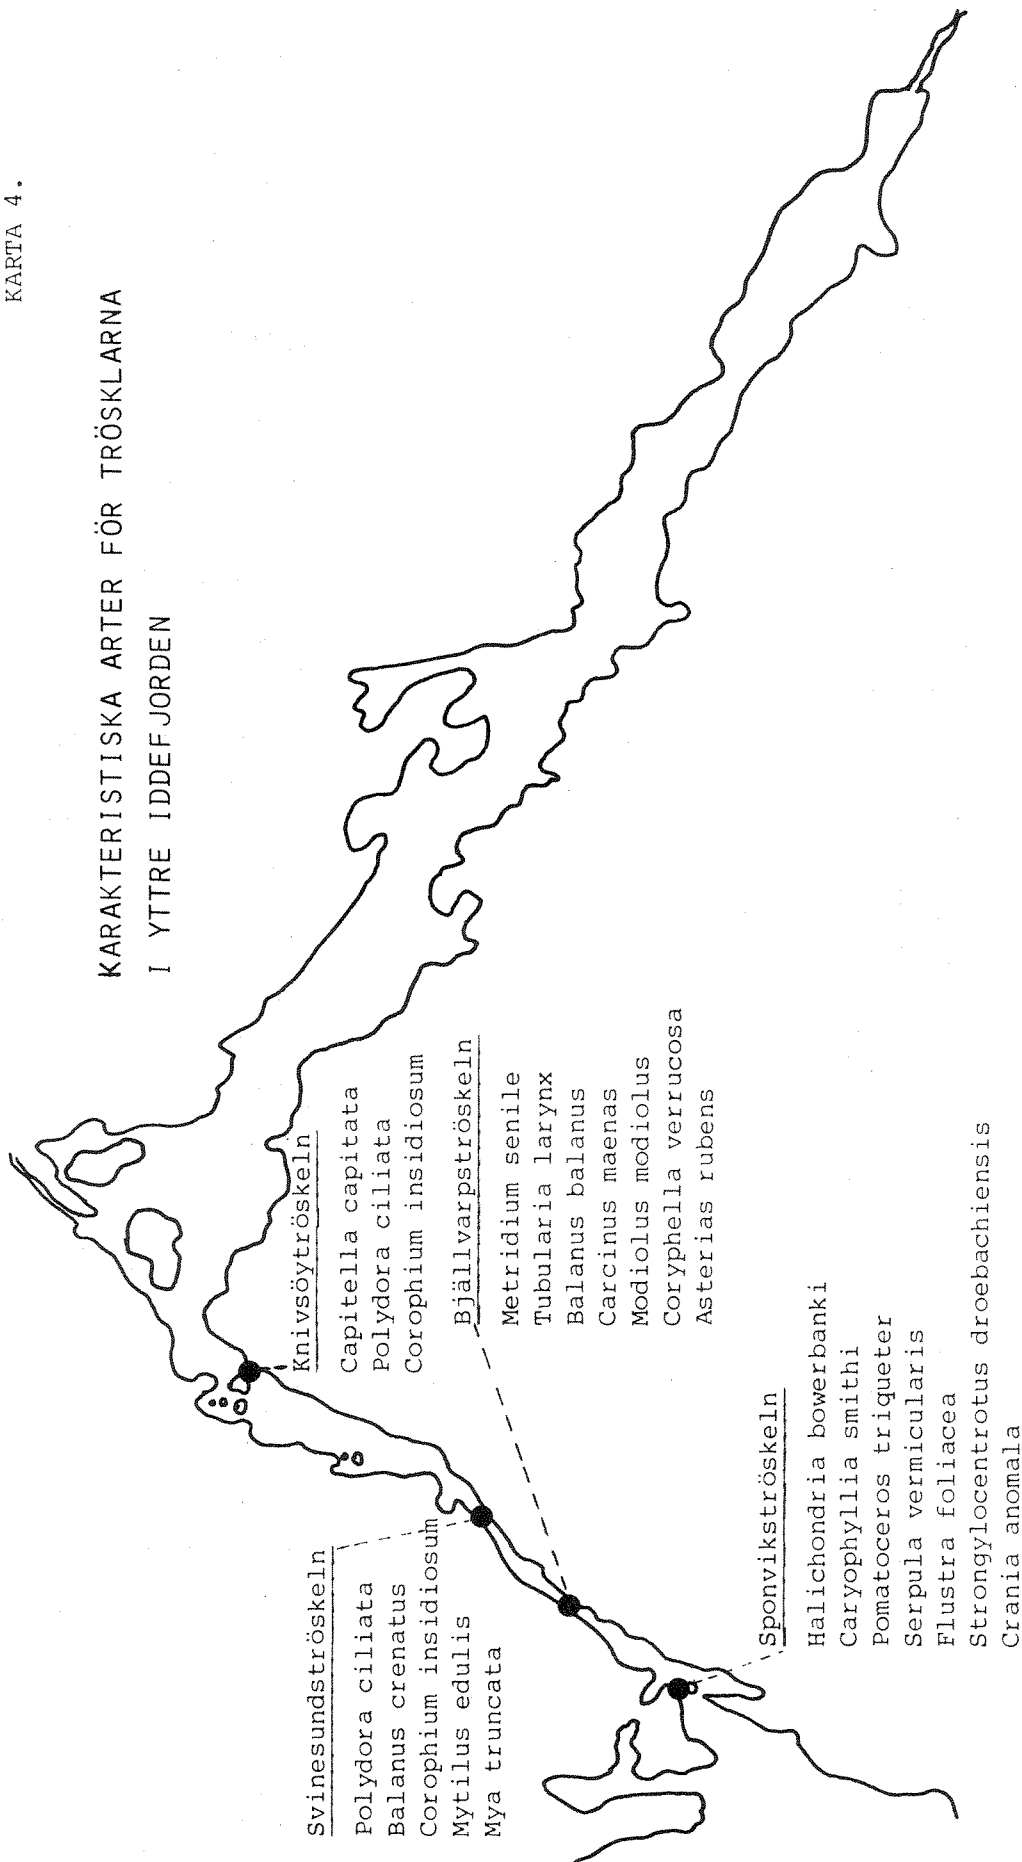 KARTA 4.
KARAKTERISTISKA ARTER FÖR TRÖSKLARNA
I YTTRE IDDEFJORDEN
Svinesundströskeln
Polydora ciliata
Balanus crenatus
Corophium insidiosum
Mytilus edulis
Mya truncata
Knivsöytröskeln
Capitella capitata
Polydora ciliata
Corophium insidiosum
Bjällvarpströskeln
Metridium senile
Tubularia larynx
Balanus balanus
Carcinus maenas
Modiolus modiolus
Coryphella verrucosa
Asterias rubens
Sponvikströskeln
Halichondria bowerbanki
Caryophyllia smithi
Pomatoceros triqueter
Serpula vermicularis
Flustra foliacea
Strongylocentrotus droebachiensis
Crania anomala